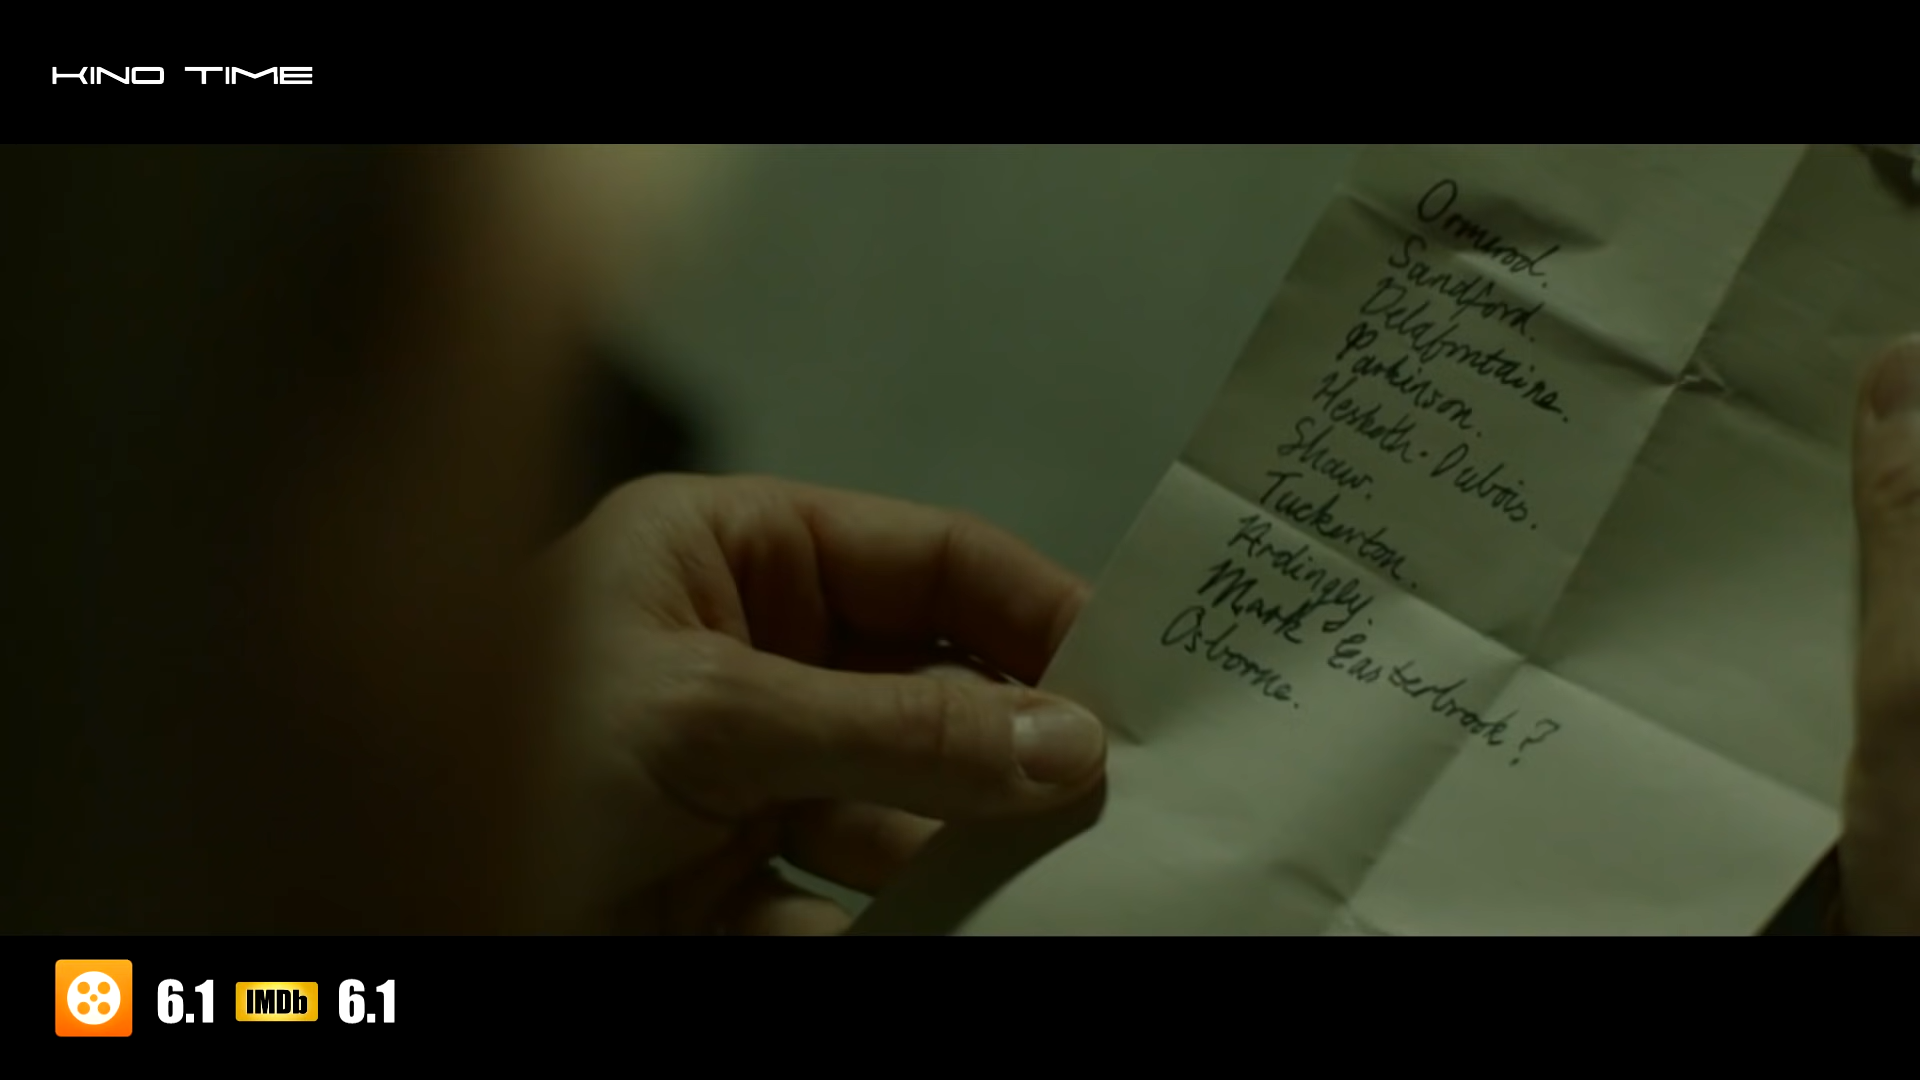 KINO TIME
Ormerod.
Sandford.
Delafontaine.
Parkinson.
Hesketh-Dubois.
Shaw.
Tuckerton.
Ardingly.
Mark Easterbrook?
Osborne.
6.1 IMDb 6.1